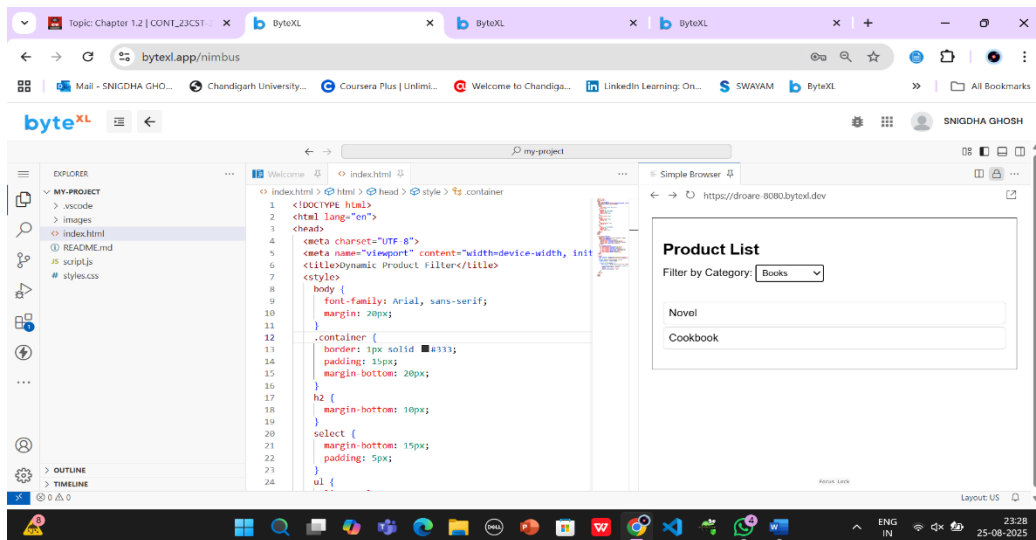 Topic: Chapter 1.2 | CONT_23CST-
ByteXL
ByteXL
ByteXL
bytexl.app/nimbus
Mail - SNIGDHA GHO...
Chandigarh University...
Coursera Plus | Unlimi...
Welcome to Chandiga...
LinkedIn Learning: On...
SWAYAM
ByteXL
All Bookmarks
byteXL
SNIGDHA GHOSH
my-project
EXPLORER
MY-PROJECT
.vscode
images
index.html
README.md
JS script.js
# styles.css
OUTLINE
TIMELINE
Welcome
index.html
index.html > html > head > style > .container
1 <!DOCTYPE html>
2 <html lang="en">
3 <head>
4 <meta charset="UTF-8">
5 <meta name="viewport" content="width=device-width, init
6 <title>Dynamic Product Filter</title>
7 <style>
8 body {
9 font-family: Arial, sans-serif;
10 margin: 20px;
11 }
12 .container {
13 border: 1px solid #333;
14 padding: 15px;
15 margin-bottom: 20px;
16 }
17 h2 {
18 margin-bottom: 10px;
19 }
20 select {
21 margin-bottom: 15px;
22 padding: 5px;
23 }
24 ul {
Simple Browser
https://droare-8080.bytexl.dev
Product List
Filter by Category: Books
Novel
Cookbook
Focus Lock
0 0
Layout: US
8
DELL
4
ENG
IN
23:28
25-08-2025